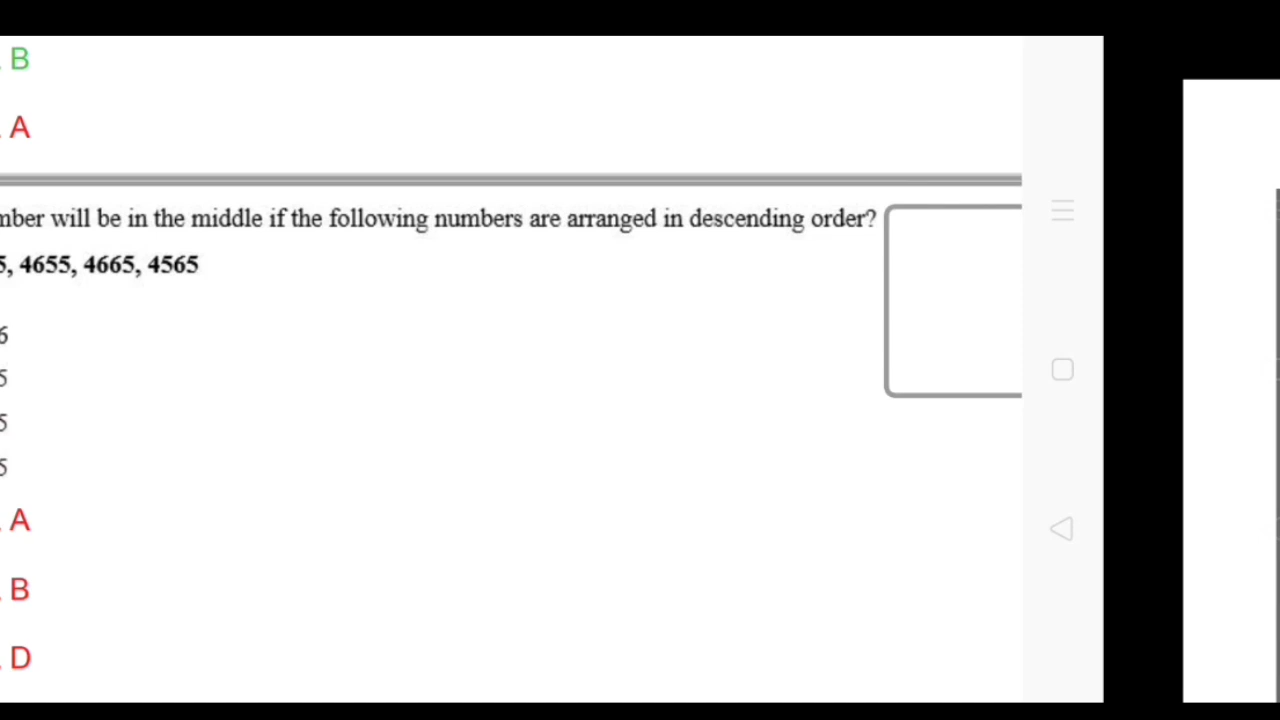 . B
. A
mber will be in the middle if the following numbers are arranged in descending order?
5, 4655, 4665, 4565
6
5
5
5
. A
. B
. D